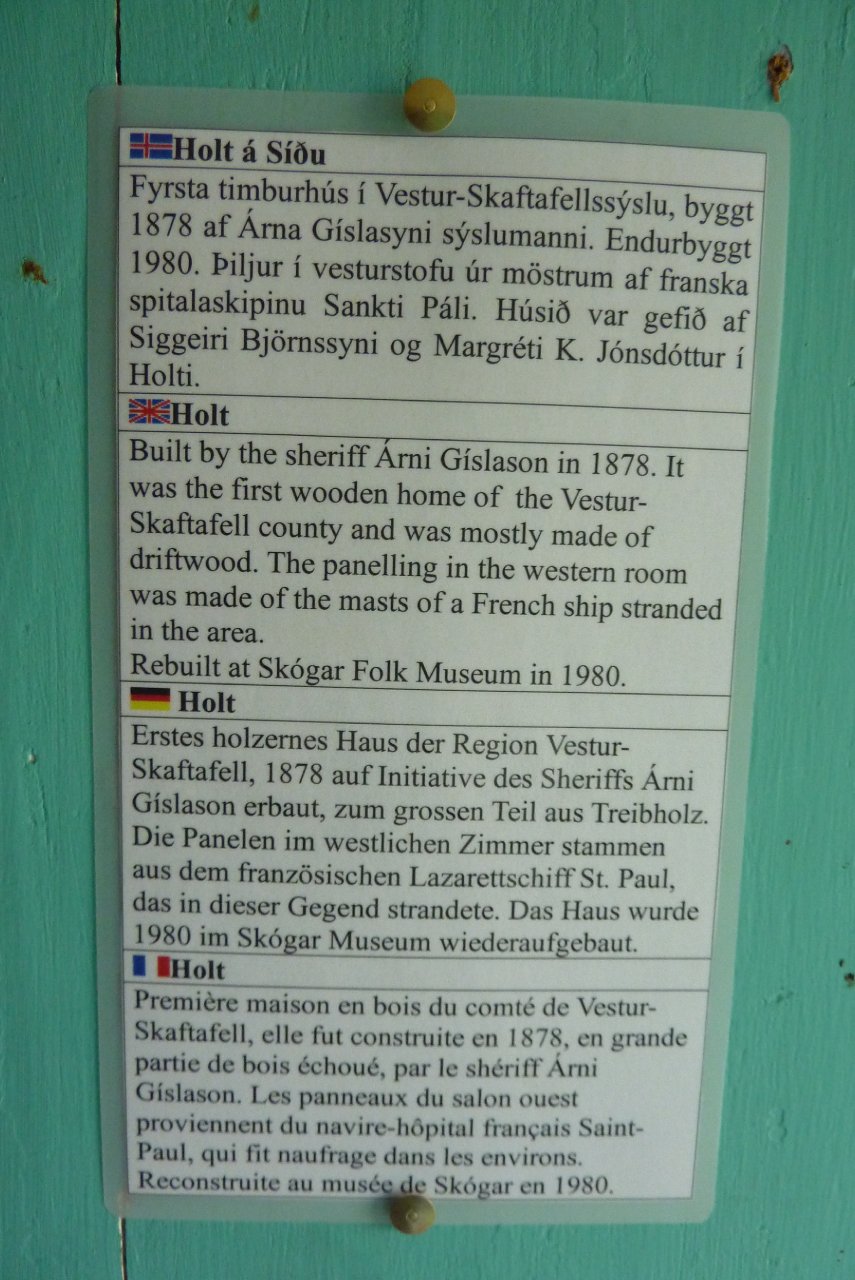 Holt á Síðu
Fyrsta timburhús í Vestur-Skaftafellssýslu, byggt
1878 af Árna Gíslasyni sýslumanni. Endurbyggt
1980. Þiljur í vesturstofu úr möstrum af franska
spitalaskipinu Sankti Páli. Húsið var gefið af
Siggeiri Björnssyni og Margréti K. Jónsdóttur í
Holti.
Holt
Built by the sheriff Árni Gíslason in 1878. It
was the first wooden home of the Vestur-
Skaftafell county and was mostly made of
driftwood. The panelling in the western room
was made of the masts of a French ship stranded
in the area.
Rebuilt at Skógar Folk Museum in 1980.
Holt
Erstes holzernes Haus der Region Vestur-
Skaftafell, 1878 auf Initiative des Sheriffs Árni
Gíslason erbaut, zum grossen Teil aus Treibholz.
Die Panelen im westlichen Zimmer stammen
aus dem französischen Lazarettschiff St. Paul,
das in dieser Gegend strandete. Das Haus wurde
1980 im Skógar Museum wiederaufgebaut.
Holt
Première maison en bois du comté de Vestur-
Skaftafell, elle fut construite en 1878, en grande
partie de bois échoué, par le shériff Árni
Gíslason. Les panneaux du salon ouest
proviennent du navire-hôpital français Saint-
Paul, qui fit naufrage dans les environs.
Reconstruite au musée de Skógar en 1980.